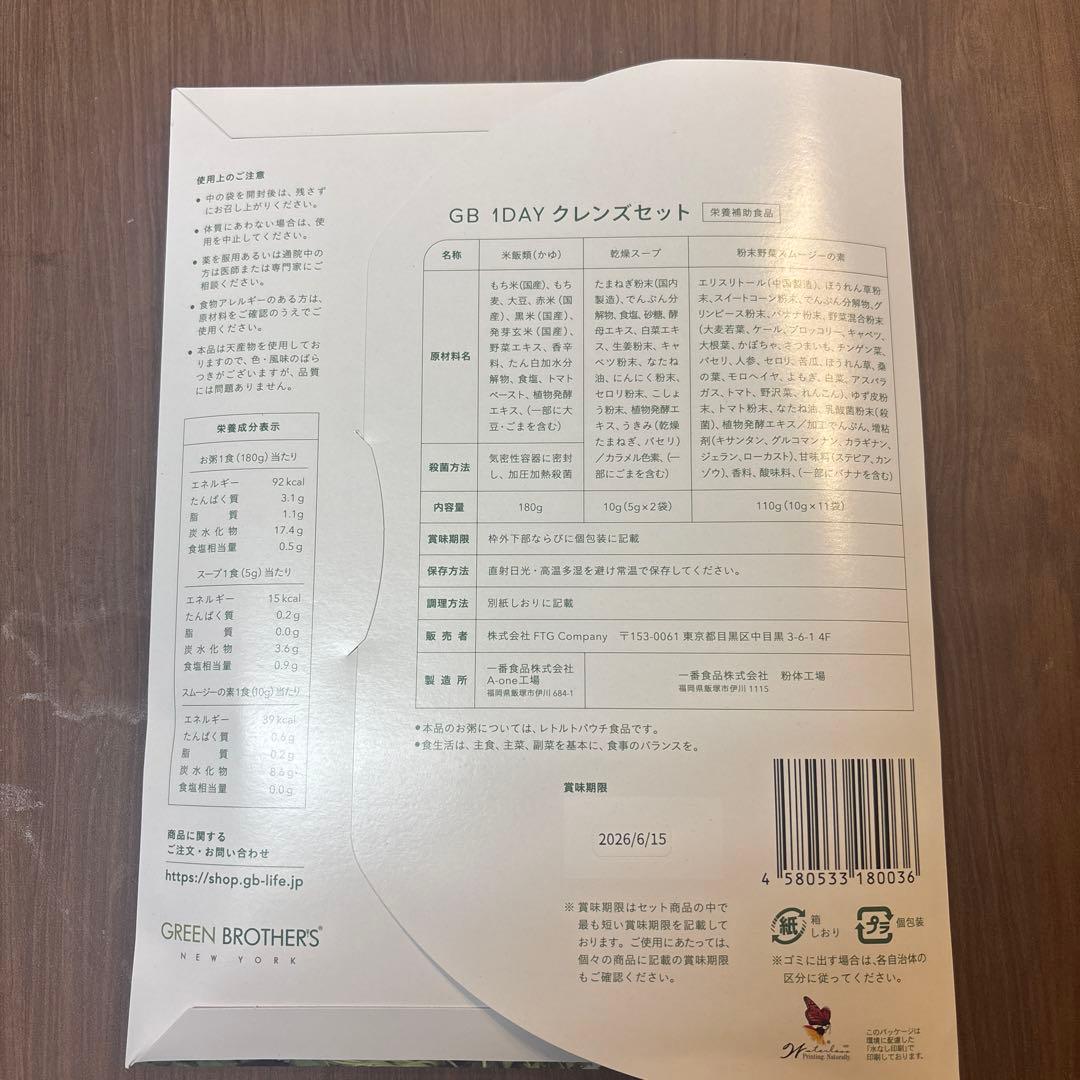 使用上のご注意
● 中の袋を開封後は、残さず
にお召し上がりください。
● 体質にあわない場合は、使
用を中止してください。
● 薬を服用あるいは通院中の
方は医師または専門家にご
相談ください。
● 食物アレルギーのある方は、
原材料をご確認のうえでご
使用ください。
● 本品は天産物を使用してお
りますので、色・風味のばら
つきがございますが、品質
には問題ありません。
栄養成分表示
お粥1食(180g)当たり
エネルギー 92kcal
たんぱく質 3.1g
脂質 1.1g
炭水化物 17.4g
食塩相当量 0.5g
スープ1食(5g)当たり
エネルギー 15kcal
たんぱく質 0.2g
脂質 0.0g
炭水化物 3.6g
食塩相当量 0.9g
スムージーの素1食(10g)当たり
エネルギー 39kcal
たんぱく質 0.6g
脂質 0.2g
炭水化物 8.6g
食塩相当量 0.0g
商品に関する
ご注文・お問い合わせ
https://shop.gb-life.jp
GREEN BROTHER'S®
NEW YORK
GB 1DAY クレンズセット 栄養補助食品
名称 米飯類(かゆ) 乾燥スープ 粉末野菜スムージーの素
原材料名
もち米(国産)、もち
麦、大豆、赤米(国
産)、黒米(国産)、
発芽玄米(国産)、
野菜エキス、香辛
料、たん白加水分
解物、食塩、トマト
ペースト、植物発酵
エキス、(一部に大
豆・ごまを含む)
たまねぎ粉末(国内
製造)、でんぷん分
解物、食塩、砂糖、酵
母エキス、白菜エキ
ス、生姜粉末、キャ
ベツ粉末、なたね
油、にんにく粉末、
セロリ粉末、こしょ
う粉末、植物発酵エ
キス、うきみ(乾燥
たまねぎ、パセリ)
/カラメル色素、(一
部にごまを含む)
エリスリトール(中国製造)、ほうれん草粉
末、スイートコーン粉末、でんぷん分解物、グ
リンピース粉末、バナナ粉末、野菜混合粉末
(大麦若葉、ケール、ブロッコリー、キャベツ、
大根葉、かぼちゃ、さつまいも、チンゲン菜、
パセリ、人参、セロリ、苦瓜、ほうれん草、桑
の葉、モロヘイヤ、よもぎ、白菜、アスパラ
ガス、トマト、野沢菜、れんこん)、ゆず皮粉
末、トマト粉末、なたね油、乳酸菌粉末(殺
菌)、植物発酵エキス/加工でんぷん、増粘
剤(キサンタン、グルコマンナン、カラギナン、
ジェラン、ローカスト)、甘味料(ステビア、カン
ゾウ)、香料、酸味料、(一部にバナナを含む)
殺菌方法
気密性容器に密封
し、加圧加熱殺菌
内容量 180g 10g(5g×2袋) 110g(10g×11袋)
賞味期限 枠外下部ならびに個包装に記載
保存方法 直射日光・高温多湿を避け常温で保存してください。
調理方法 別紙しおりに記載
販売者 株式会社 FTG Company 〒153-0061 東京都目黒区中目黒 3-6-1 4F
製造所
一番食品株式会社
A-one工場
福岡県飯塚市伊川 684-1
一番食品株式会社 粉体工場
福岡県飯塚市伊川 1115
●本品のお粥については、レトルトパウチ食品です。
●食生活は、主食、主菜、副菜を基本に、食事のバランスを。
賞味期限
2026/6/15
※賞味期限はセット商品の中で
最も短い賞味期限を記載して
おります。ご使用にあたっては、
個々の商品に記載の賞味期限
もご確認ください。
4 580533 180036
紙 箱
しおり
プラ 個包装
※ゴミに出す場合は、各自治体の
区分に従ってください。
Waterless
Printing. Naturally.
このパッケージは
環境に配慮した
「水なし印刷」で
印刷しております。